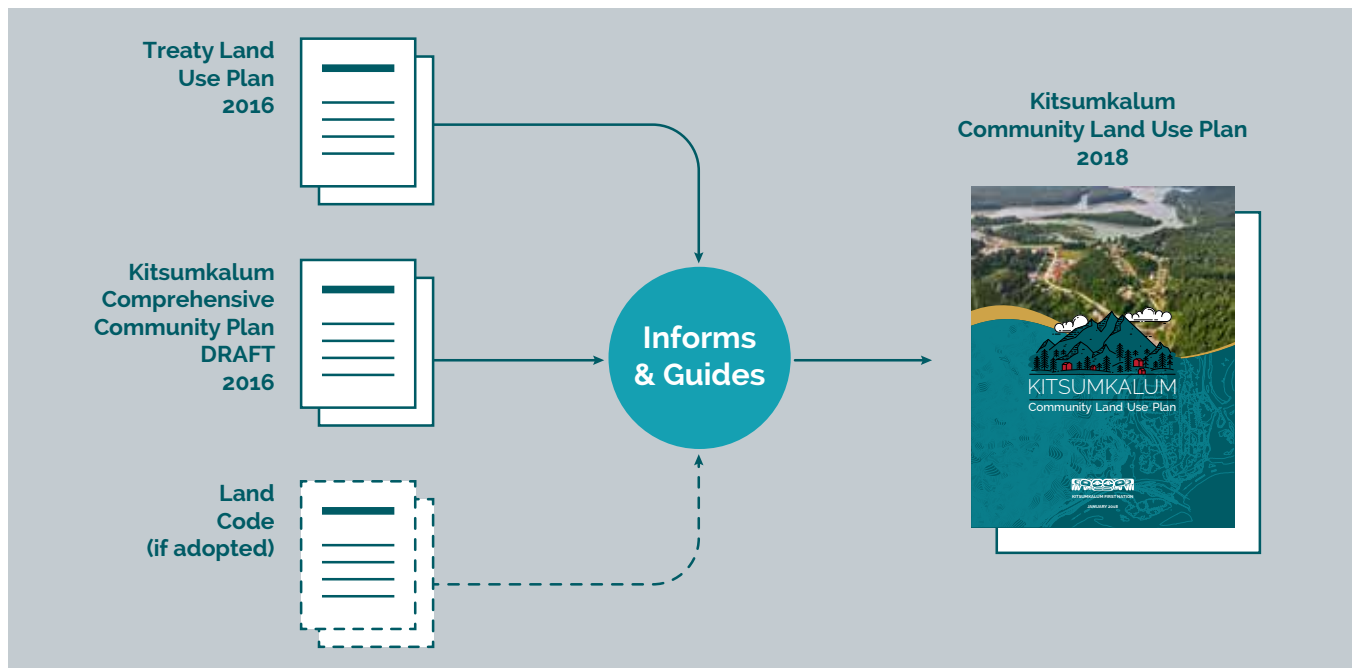 Treaty Land
Use Plan
2016
Kitsumkalum
Comprehensive
Community Plan
DRAFT
2016
Land
Code
(if adopted)
Informs
& Guides
Kitsumkalum
Community Land Use Plan
2018
KITSUMKALUM
Community Land Use Plan
KITSUMKALUM FIRST NATION
JANUARY 2018